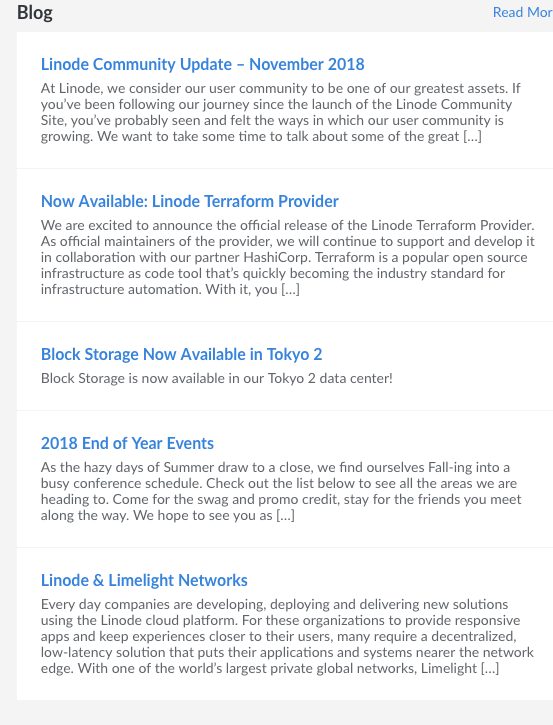 Blog
Read Mor
Linode Community Update – November 2018
At Linode, we consider our user community to be one of our greatest assets. If
you've been following our journey since the launch of the Linode Community
Site, you've probably seen and felt the ways in which our user community is
growing. We want to take some time to talk about some of the great [...]
Now Available: Linode Terraform Provider
We are excited to announce the official release of the Linode Terraform Provider.
As official maintainers of the provider, we will continue to support and develop it
in collaboration with our partner HashiCorp. Terraform is a popular open source
infrastructure as code tool that's quickly becoming the industry standard for
infrastructure automation. With it, you [...]
Block Storage Now Available in Tokyo 2
Block Storage is now available in our Tokyo 2 data center!
2018 End of Year Events
As the hazy days of Summer draw to a close, we find ourselves Fall-ing into a
busy conference schedule. Check out the list below to see all the areas we are
heading to. Come for the swag and promo credit, stay for the friends you meet
along the way. We hope to see you as [...]
Linode & Limelight Networks
Every day companies are developing, deploying and delivering new solutions
using the Linode cloud platform. For these organizations to provide responsive
apps and keep experiences closer to their users, many require a decentralized,
low-latency solution that puts their applications and systems nearer the network
edge. With one of the world's largest private global networks, Limelight [...]